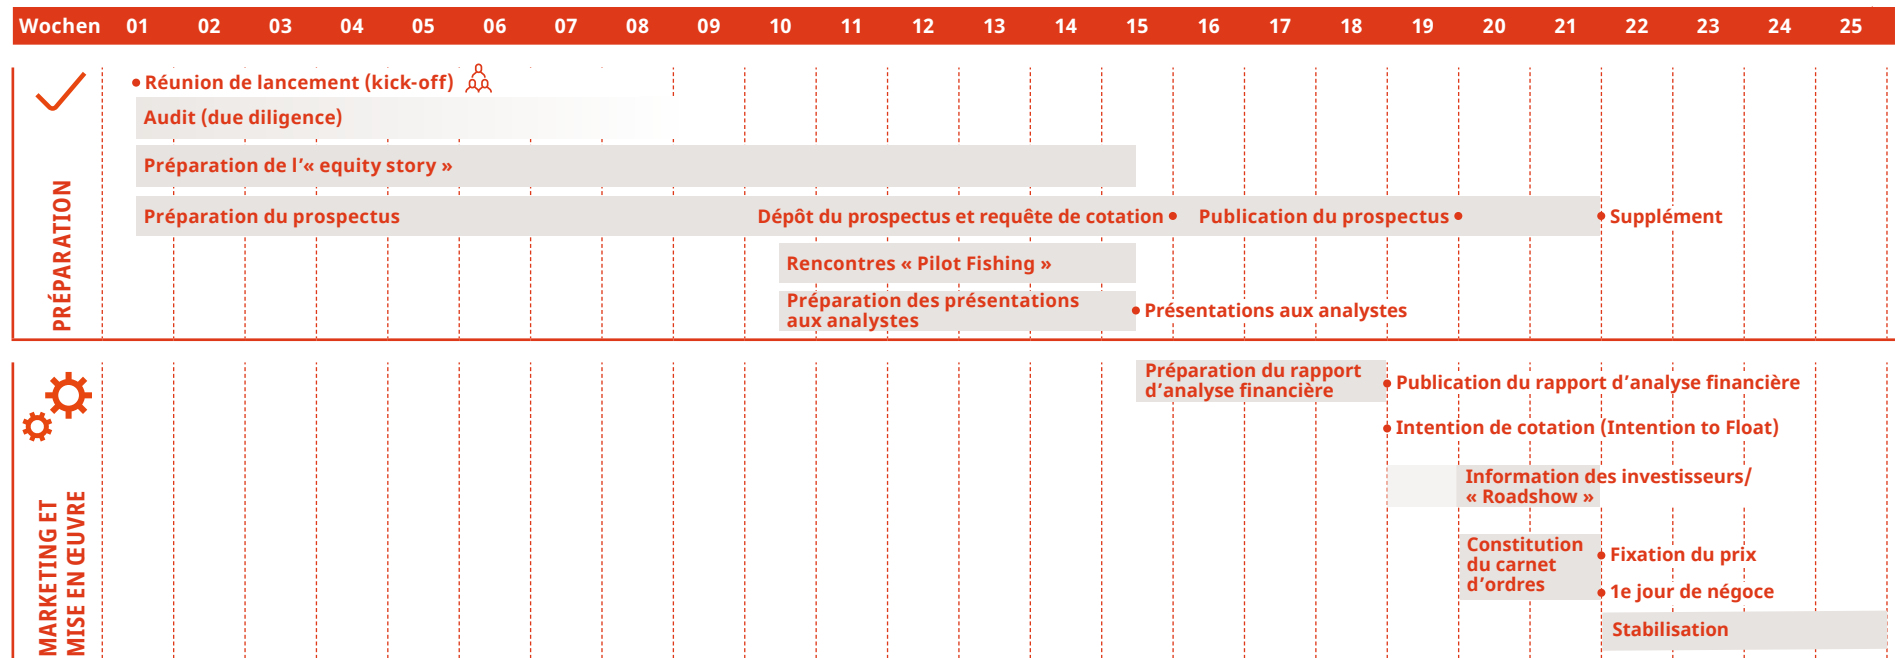 Wochen 01 02 03 04 05 06 07 08 09 10 11 12 13 14 15 16 17 18 19 20 21 22 23 24 25
PRÉPARATION
Réunion de lancement (kick-off)
Audit (due diligence)
Préparation de l’« equity story »
Préparation du prospectus Dépôt du prospectus et requête de cotation Publication du prospectus Supplément
Rencontres « Pilot Fishing »
Préparation des présentations
aux analystes
Présentations aux analystes
MARKETING ET
MISE EN ŒUVRE
Préparation du rapport
d’analyse financière
Publication du rapport d’analyse financière
Intention de cotation (Intention to Float)
Information des investisseurs/
« Roadshow »
Constitution
du carnet
d’ordres
Fixation du prix
1e jour de négoce
Stabilisation